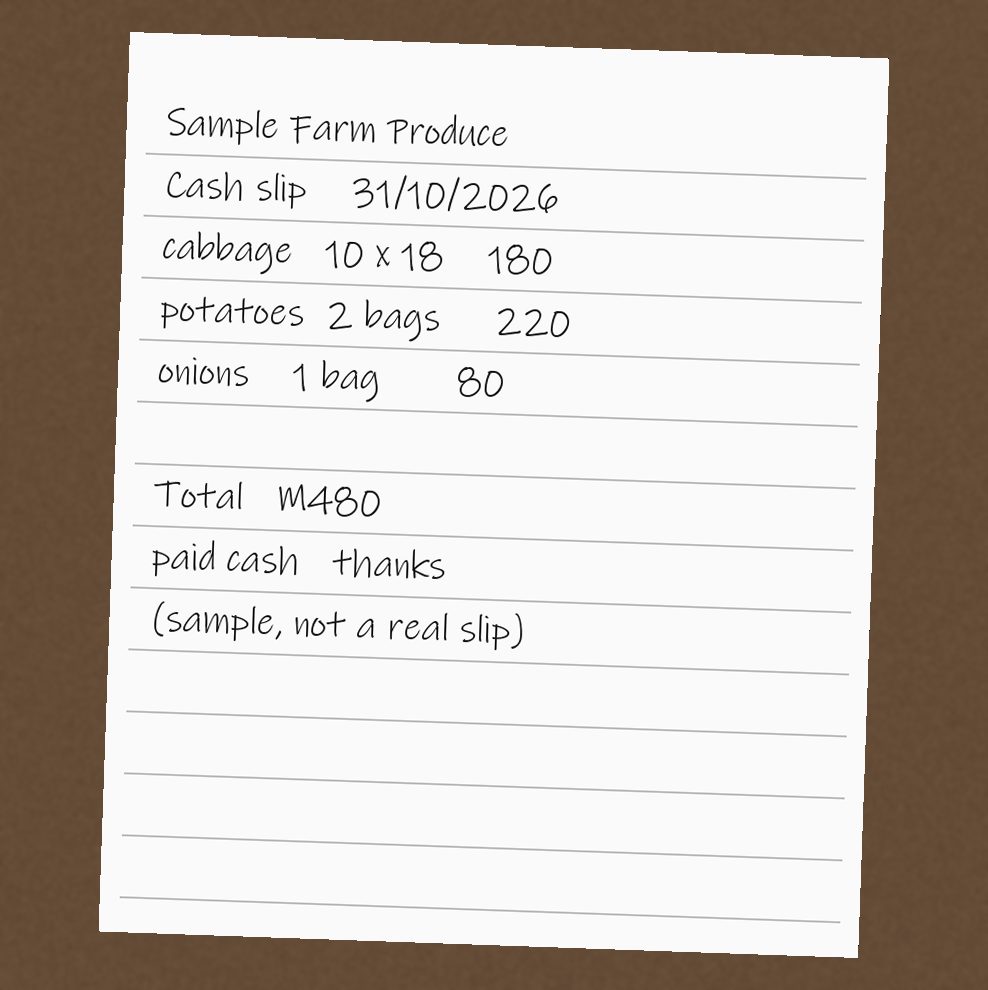 Sample Farm Produce
Cash slip 31/10/2026
cabbage 10 x 18 180
potatoes 2 bags 220
onions 1 bag 80
Total M480
paid cash thanks
(sample, not a real slip)